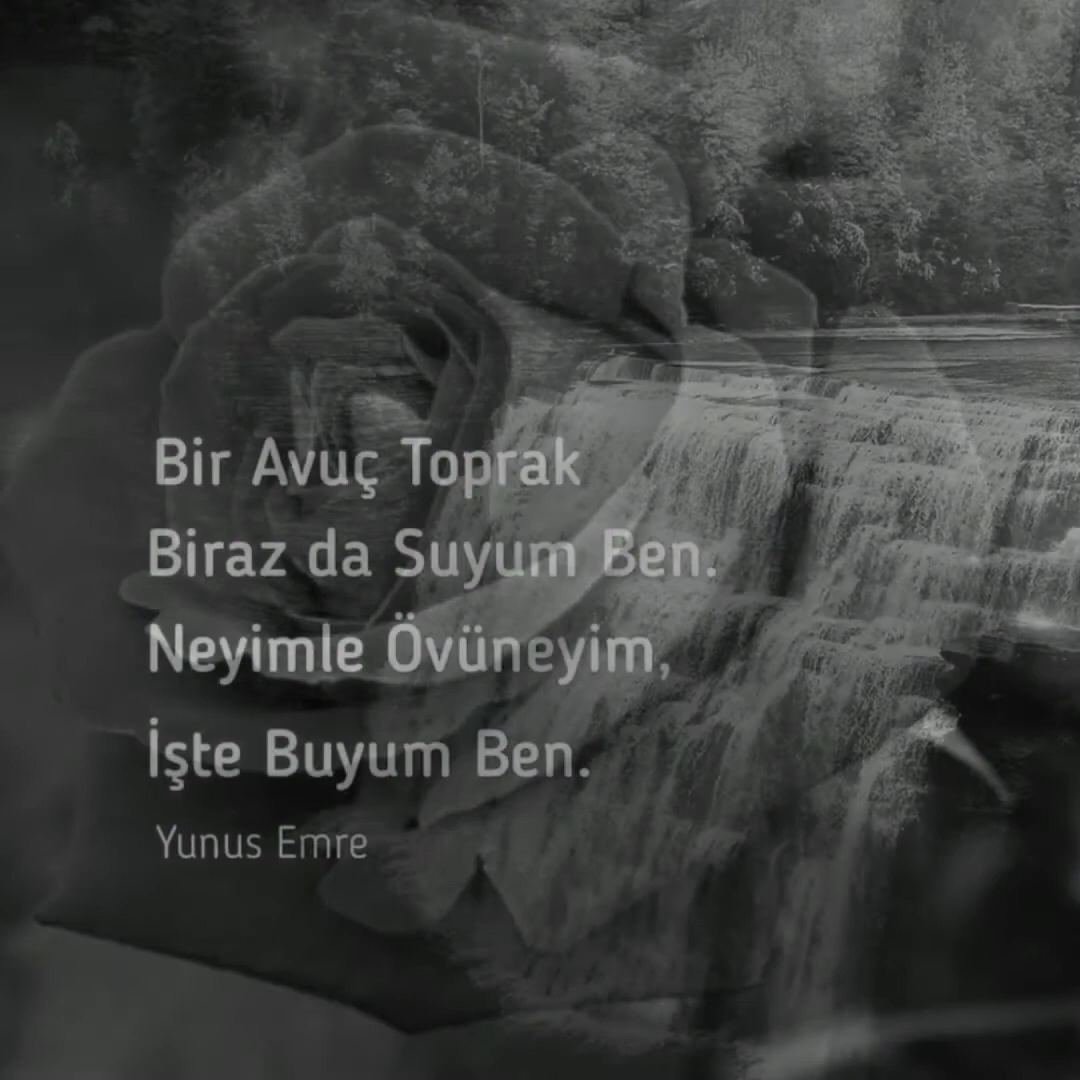 Bir Avuç Toprak
Biraz da Suyum Ben.
Neyimle Övüneyim,
İşte Buyum Ben.
Yunus Emre